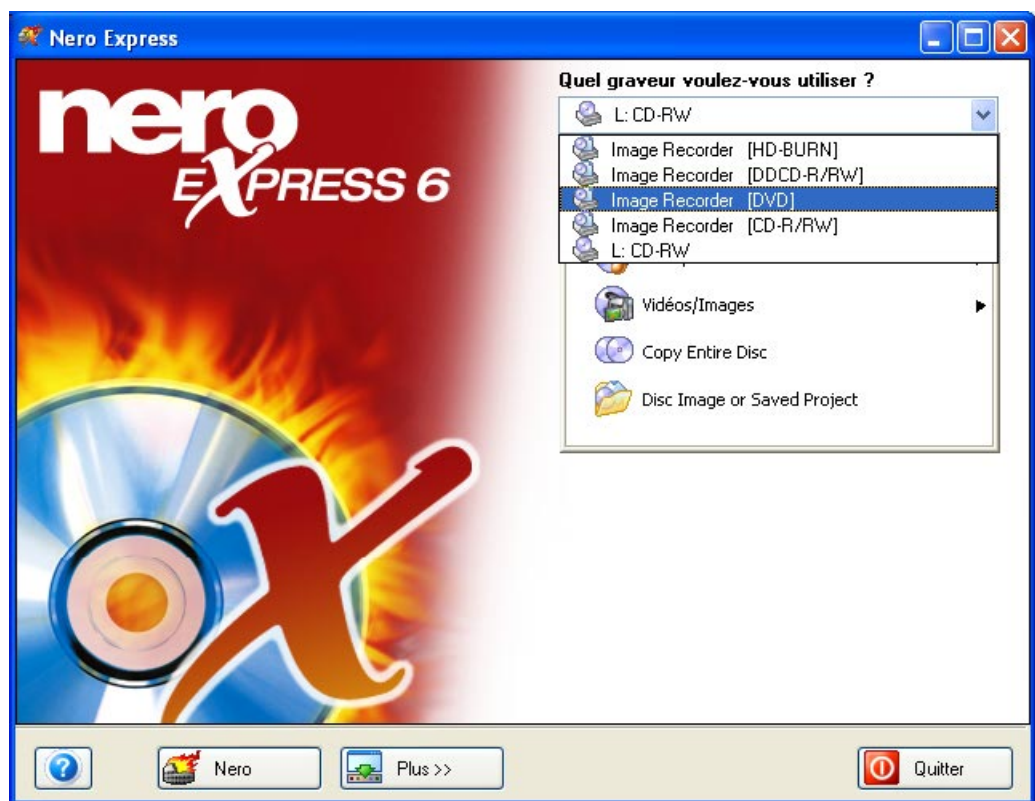 Nero Express
nero
EXPRESS 6
Quel graveur voulez-vous utiliser ?
L: CD-RW
Image Recorder [HD-BURN]
Image Recorder [DDCD-R/RW]
Image Recorder [DVD]
Image Recorder [CD-R/RW]
L: CD-RW
Vidéos/Images
Copy Entire Disc
Disc Image or Saved Project
Nero
Plus >>
Quitter